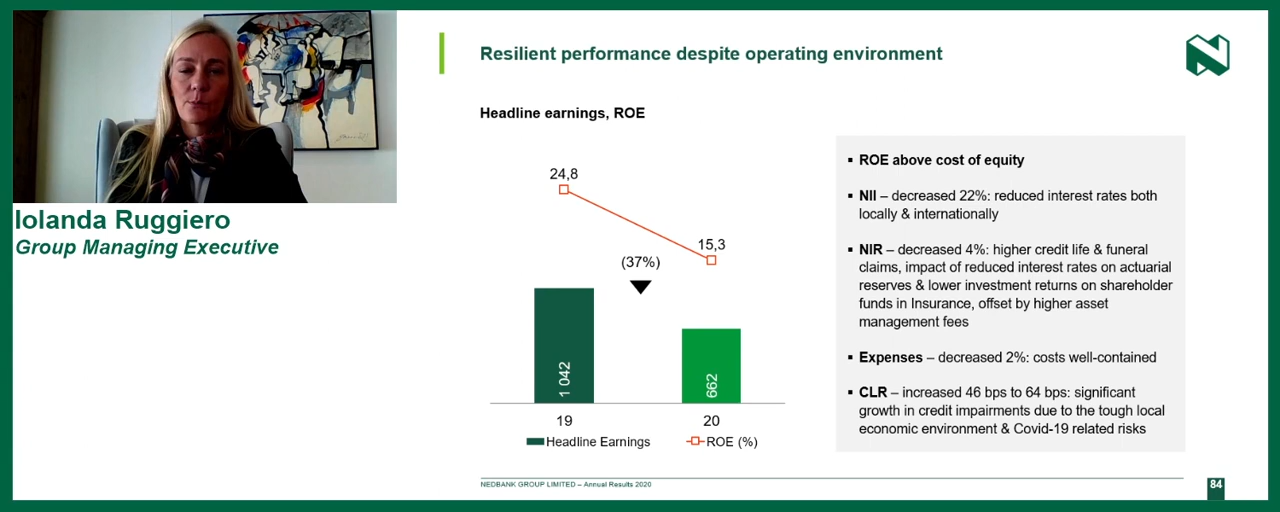 Iolanda Ruggiero
Group Managing Executive
Resilient performance despite operating environment
Headline earnings, ROE
24,8
15,3
(37%)
1 042
662
19
20
Headline Earnings
ROE (%)
▪ ROE above cost of equity
▪ NII – decreased 22%: reduced interest rates both
locally & internationally
▪ NIR – decreased 4%: higher credit life & funeral
claims, impact of reduced interest rates on actuarial
reserves & lower investment returns on shareholder
funds in Insurance, offset by higher asset
management fees
▪ Expenses – decreased 2%: costs well-contained
▪ CLR – increased 46 bps to 64 bps: significant
growth in credit impairments due to the tough local
economic environment & Covid-19 related risks
NEDBANK GROUP LIMITED – Annual Results 2020
84